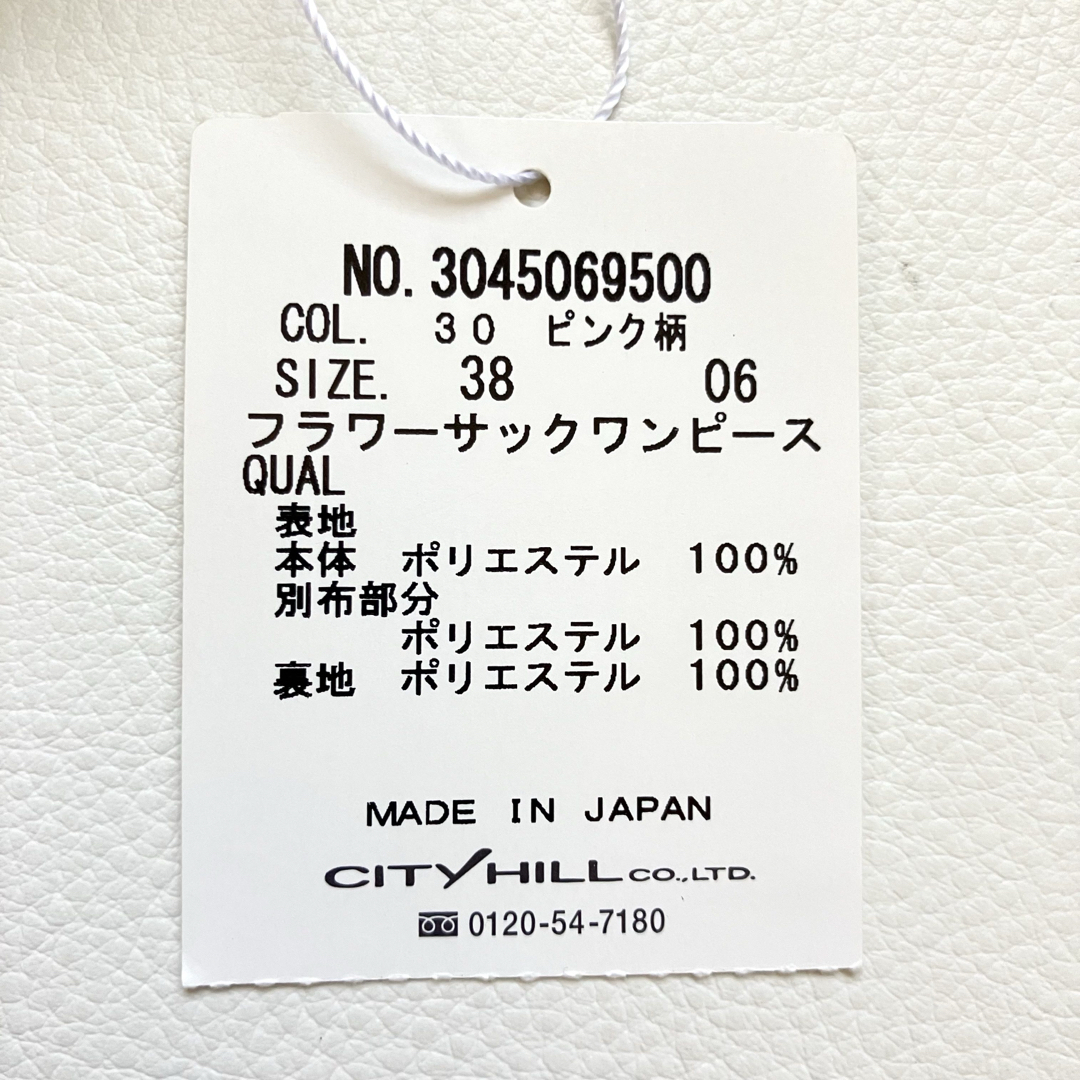 NO. 3045069500
COL. 30 ピンク柄
SIZE. 38 06
フラワーサックワンピース
QUAL
表地
本体 ポリエステル 100%
別布部分
ポリエステル 100%
裏地 ポリエステル 100%
MADE IN JAPAN
CITY HILL CO.,LTD.
0120-54-7180